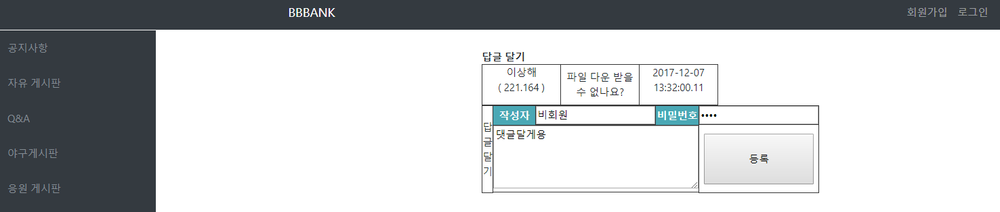 BBBANK
회원가입 로그인
공지사항
자유 게시판
Q&A
야구게시판
응원 게시판
답글 달기
이상해
( 221.164 )
파일 다운 받을
수 없나요?
2017-12-07
13:32:00.11
답
글
달
기
작성자 비회원 비밀번호 ••••
댓글달게용
등록